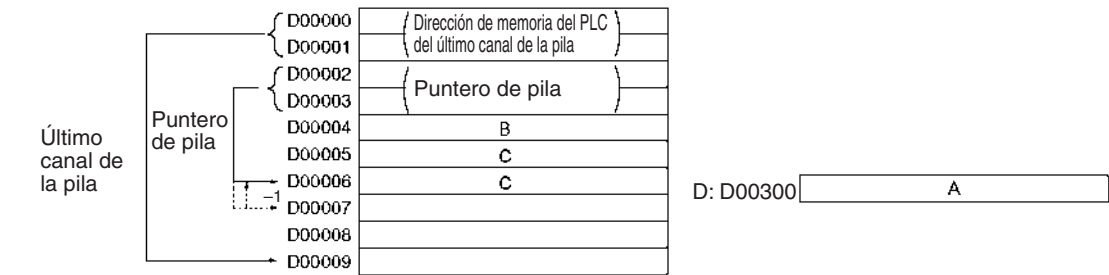 D00000
Dirección de memoria del PLC
D00001
del último canal de la pila
D00002
Puntero de pila
D00003
Puntero
de pila
D00004 B
Último
canal de
la pila
D00005 C
D00006 C
D: D00300 A
−1
D00007
D00008
D00009